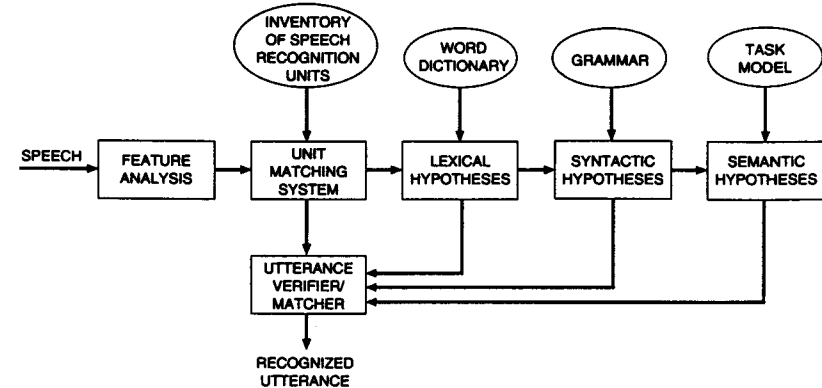 INVENTORY
OF SPEECH
RECOGNITION
UNITS
WORD
DICTIONARY
GRAMMAR
TASK
MODEL
SPEECH
FEATURE
ANALYSIS
UNIT
MATCHING
SYSTEM
LEXICAL
HYPOTHESES
SYNTACTIC
HYPOTHESES
SEMANTIC
HYPOTHESES
UTTERANCE
VERIFIER/
MATCHER
RECOGNIZED
UTTERANCE